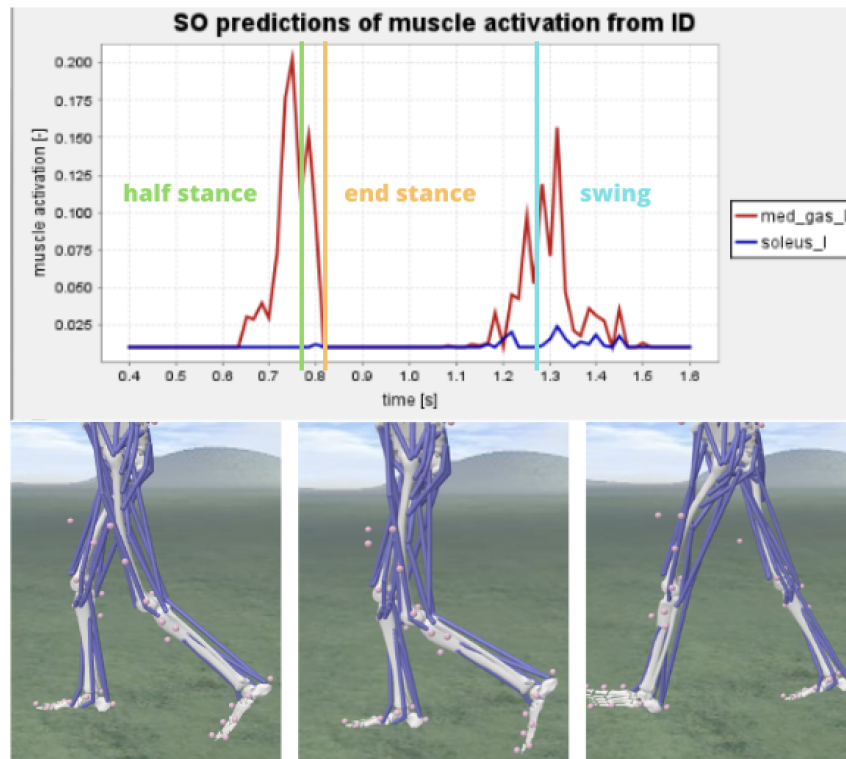 SO predictions of muscle activation from ID
0.200
0.175
0.150
0.125
0.100
0.075
0.050
0.025
muscle activation [-]
half stance
end stance
swing
med_gas_l
soleus_l
0.4 0.5 0.6 0.7 0.8 0.9 1.0 1.1 1.2 1.3 1.4 1.5 1.6
time [s]